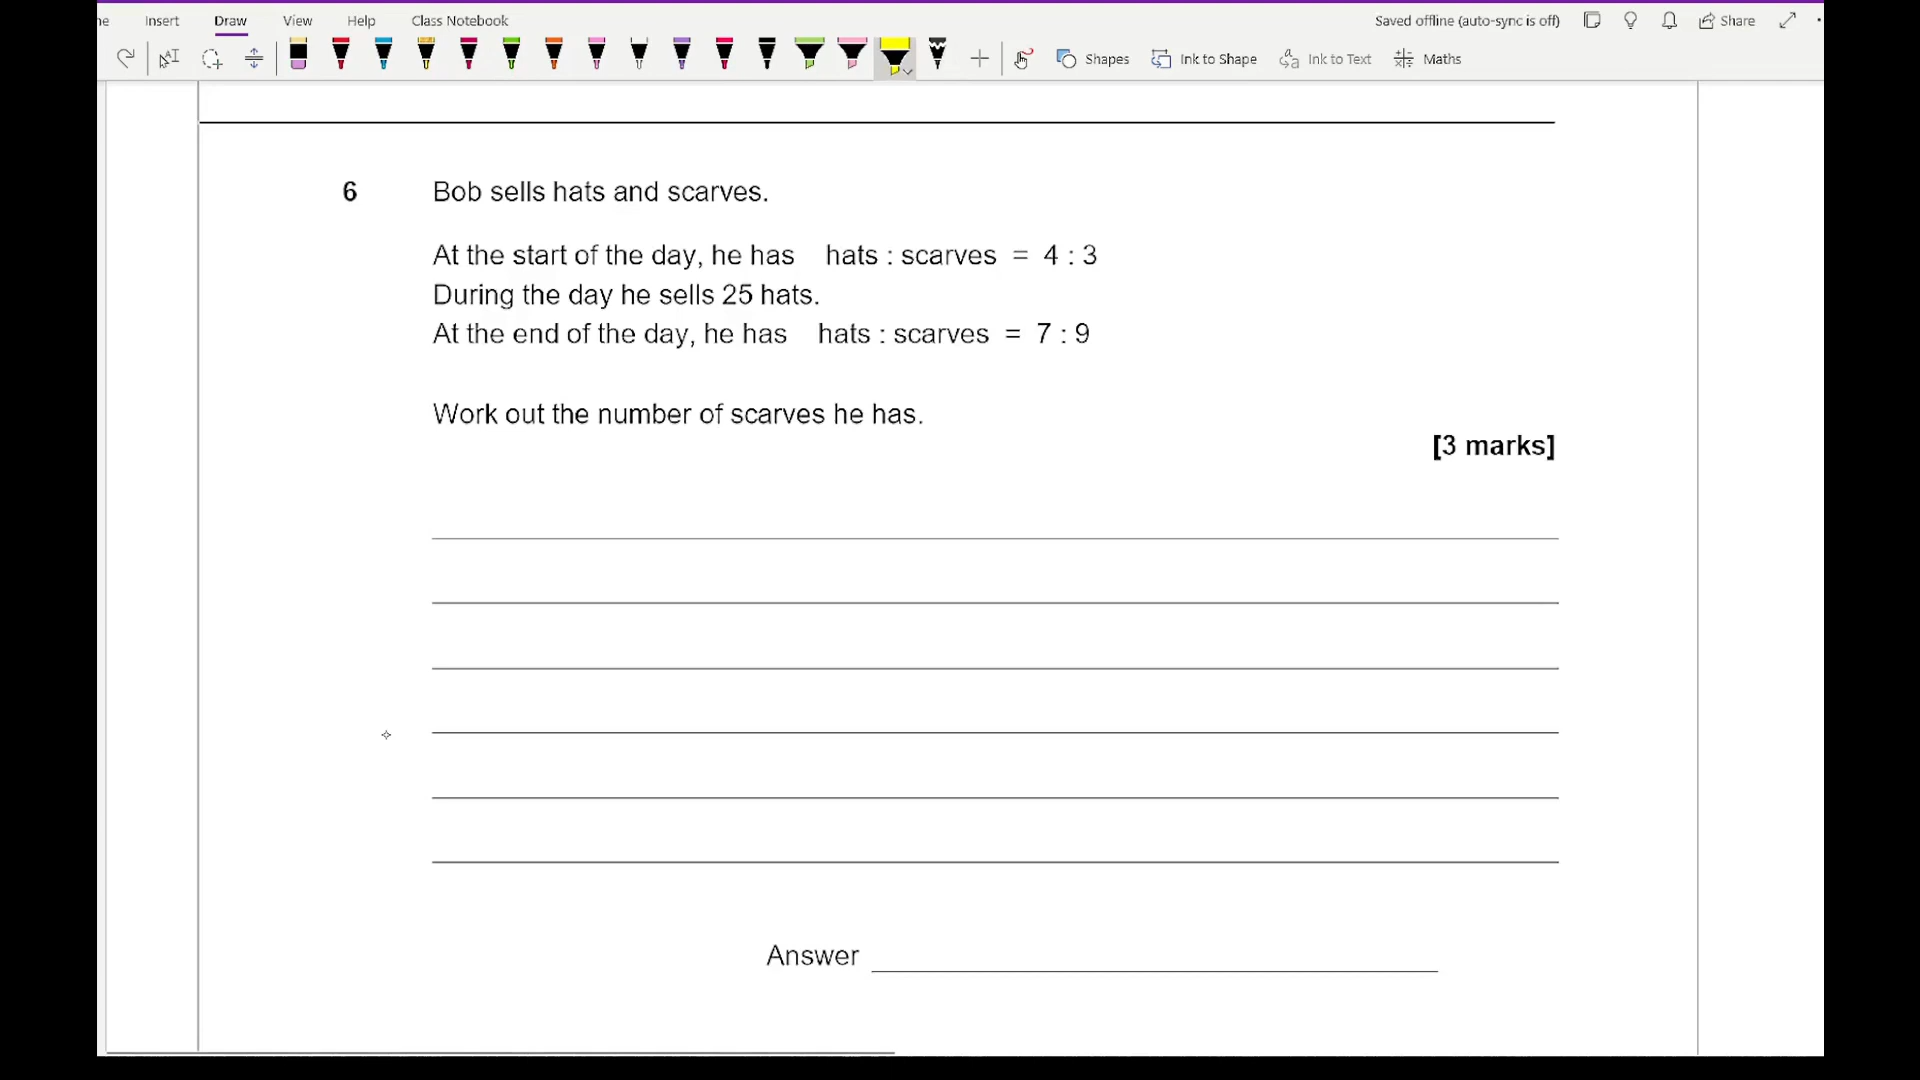 Insert Draw View Help Class Notebook Saved offline (auto-sync is off) Share
Shapes Ink to Shape Ink to Text Maths
6 Bob sells hats and scarves.
At the start of the day, he has hats : scarves = 4 : 3
During the day he sells 25 hats.
At the end of the day, he has hats : scarves = 7 : 9
Work out the number of scarves he has.
[3 marks]
Answer